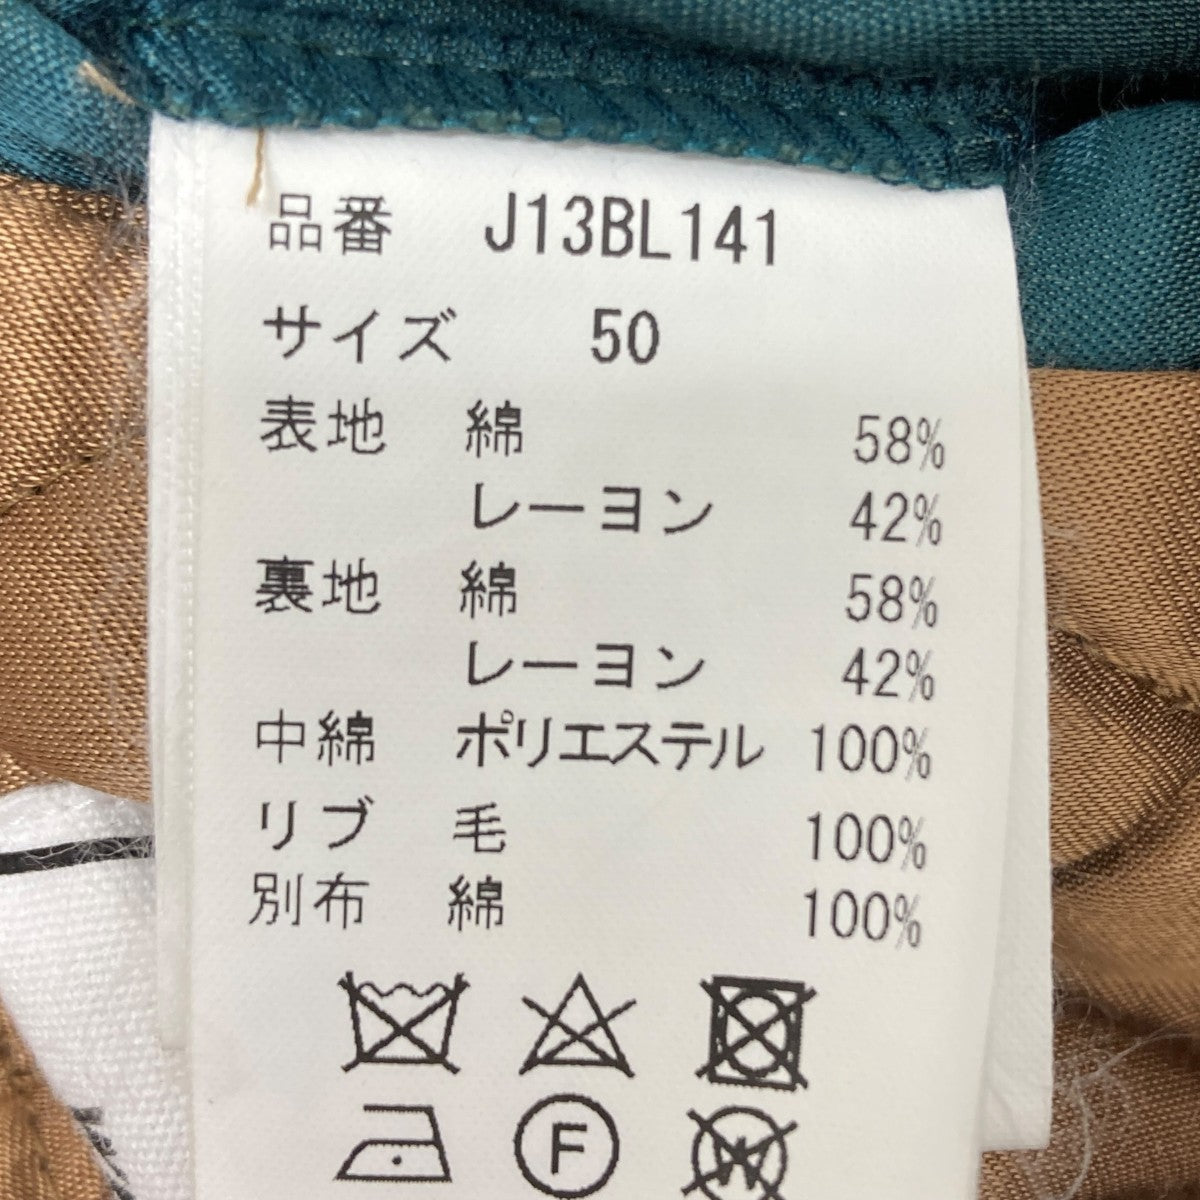 品番 J13BL141
サイズ 50
表地 綿 58%
レーヨン 42%
裏地 綿 58%
レーヨン 42%
中綿 ポリエステル 100%
リブ 毛 100%
別布 綿 100%
F
W